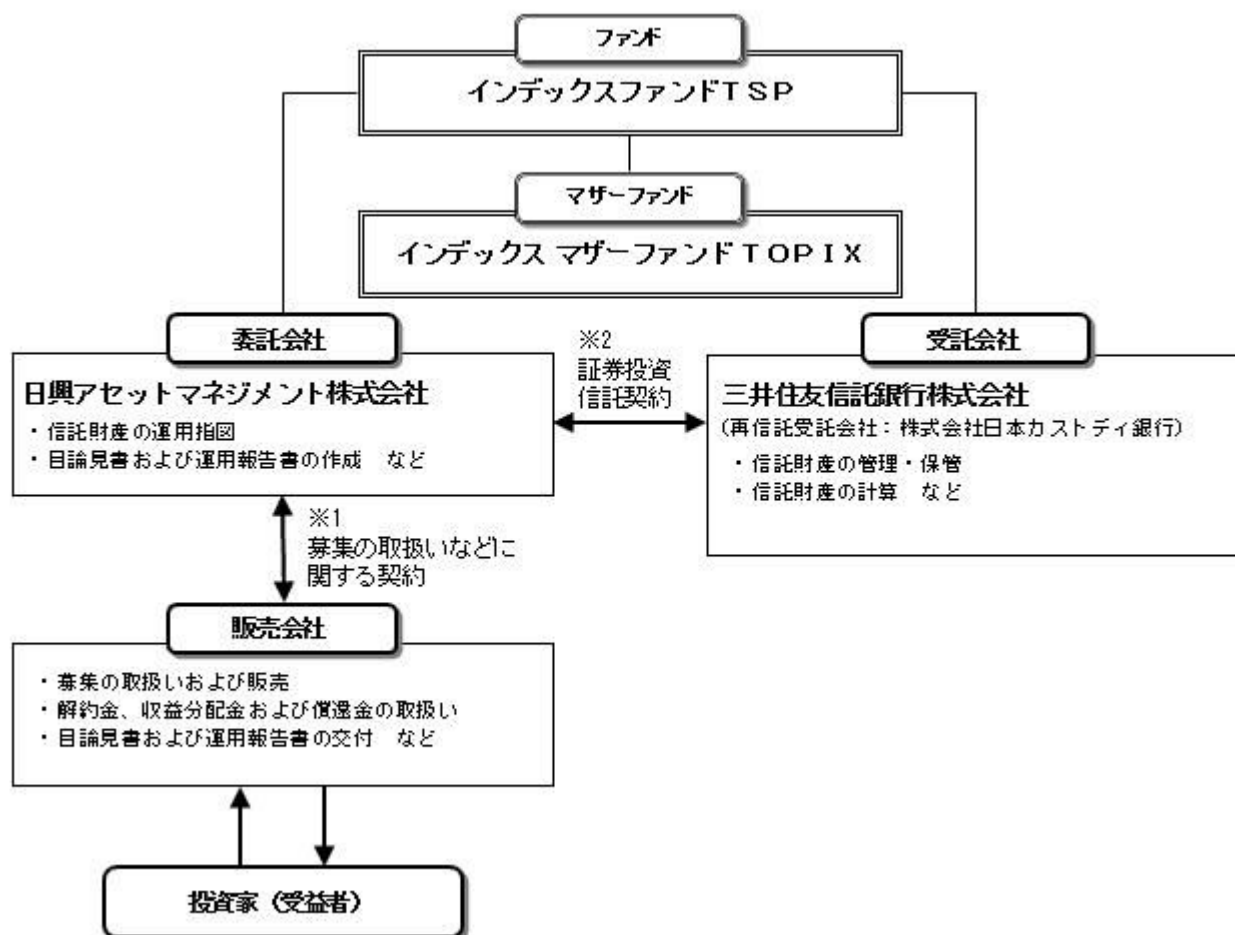 ファンド
インデックスファンドＴＳＰ
マザーファンド
インデックス マザーファンドＴＯＰＩＸ
委託会社
日興アセットマネジメント株式会社
・信託財産の運用指図
・目論見書および運用報告書の作成　など
※2
証券投資
信託契約
受託会社
三井住友信託銀行株式会社
(再信託受託会社：株式会社日本カストディ銀行)
・信託財産の管理・保管
・信託財産の計算　など
※1
募集の取扱いなどに
関する契約
販売会社
・募集の取扱いおよび販売
・解約金、収益分配金および償還金の取扱い
・目論見書および運用報告書の交付　など
投資家（受益者）